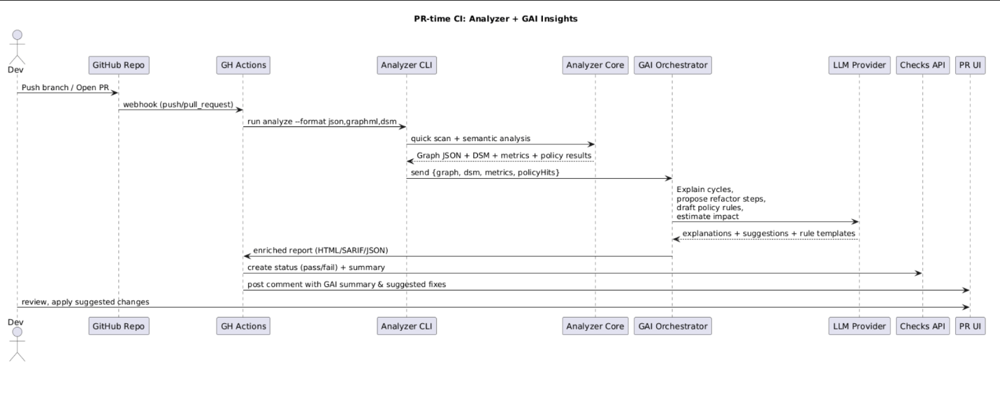 PR-time CI: Analyzer + GAI Insights
Dev
GitHub Repo
GH Actions
Analyzer CLI
Analyzer Core
GAI Orchestrator
LLM Provider
Checks API
PR UI
Push branch / Open PR
webhook (push/pull_request)
run analyze --format json,graphml,dsm
quick scan + semantic analysis
Graph JSON + DSM + metrics + policy results
send {graph, dsm, metrics, policyHits}
Explain cycles,
propose refactor steps,
draft policy rules,
estimate impact
explanations + suggestions + rule templates
enriched report (HTML/SARIF/JSON)
create status (pass/fail) + summary
post comment with GAI summary & suggested fixes
review, apply suggested changes
Dev
GitHub Repo
GH Actions
Analyzer CLI
Analyzer Core
GAI Orchestrator
LLM Provider
Checks API
PR UI